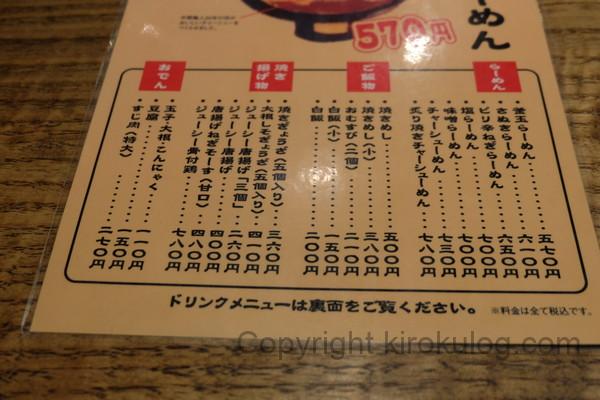 らーめん
570円
らーめん
・釜玉らーめん・・・・・・五七〇円
・きぬざらーめん・・・・・六五〇円
・ピリ辛ねぎらーめん・・・七〇〇円
・塩らーめん・・・・・・・七〇〇円
・味噌らーめん・・・・・・七〇〇円
・チャーシューめん・・・・七三〇円
・炙り焼きチャーシューめん・・・七八〇円
ご飯物
・焼きめし・・・・・・・・五〇〇円
・焼きめし(小)・・・・・三八〇円
・おむすび(二個)・・・・二一〇円
・白飯(小)・・・・・・・一五〇円
・白飯・・・・・・・・・・二〇〇円
焼き
揚げ物
・焼きぎょうざ(五個入り)・・・三六〇円
・大根しそぎょうざ(五個入り)・・四一〇円
・ジューシー唐揚げ「三個」・・・二六〇円
・唐揚げねぎそーす(甘口)・・・四八〇円
・ジューシー骨付鶏・・・・・七八〇円
おでん
・玉子・大根・こんにゃく・・・一一〇円
・豆腐・・・・・・・・・・一五〇円
・すじ肉(特大)・・・・・二七〇円
ドリンクメニューは裏面をご覧ください。
※料金は全て税込です。
Copyright kirokulog.com